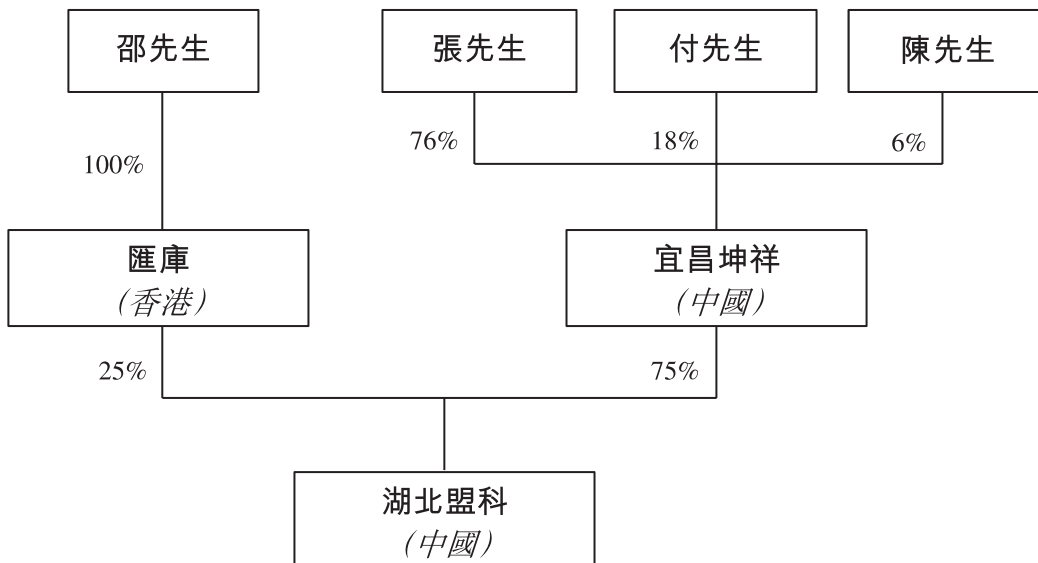 邵先生
張先生
付先生
陳先生
100%
76%
18%
6%
匯庫
(香港)
宜昌坤祥
(中國)
25%
75%
湖北盟科
(中國)